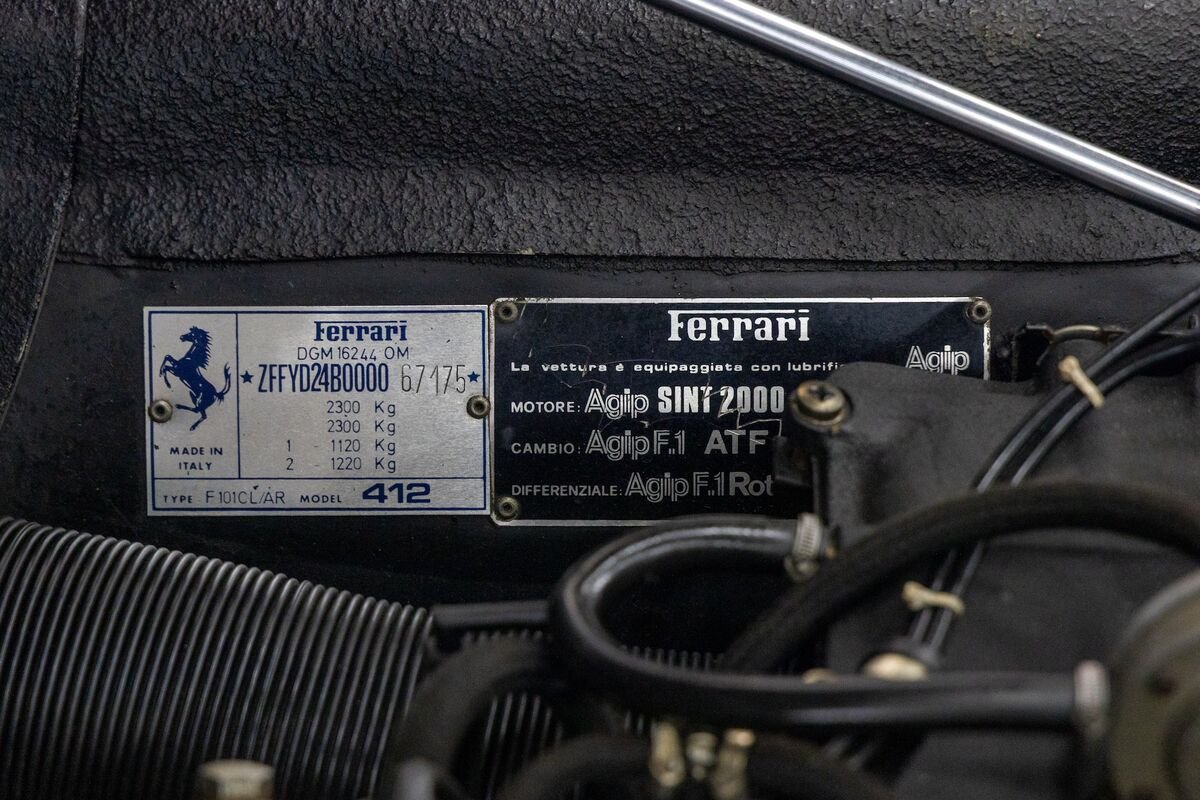 Ferrari
DGM 16244 OM
*ZFFYD24B0000 67175*
2300 Kg
2300 Kg
1 - 1120 Kg
2 - 1220 Kg
MADE IN
ITALY
TYPE F101CL/AR MODEL 412
Ferrari
La vettura è equipaggiata con
Agip
MOTORE: Agip SINT 2000
CAMBIO: Agip F.1 ATF
DIFFERENZIALE: Agip F.1 Rot